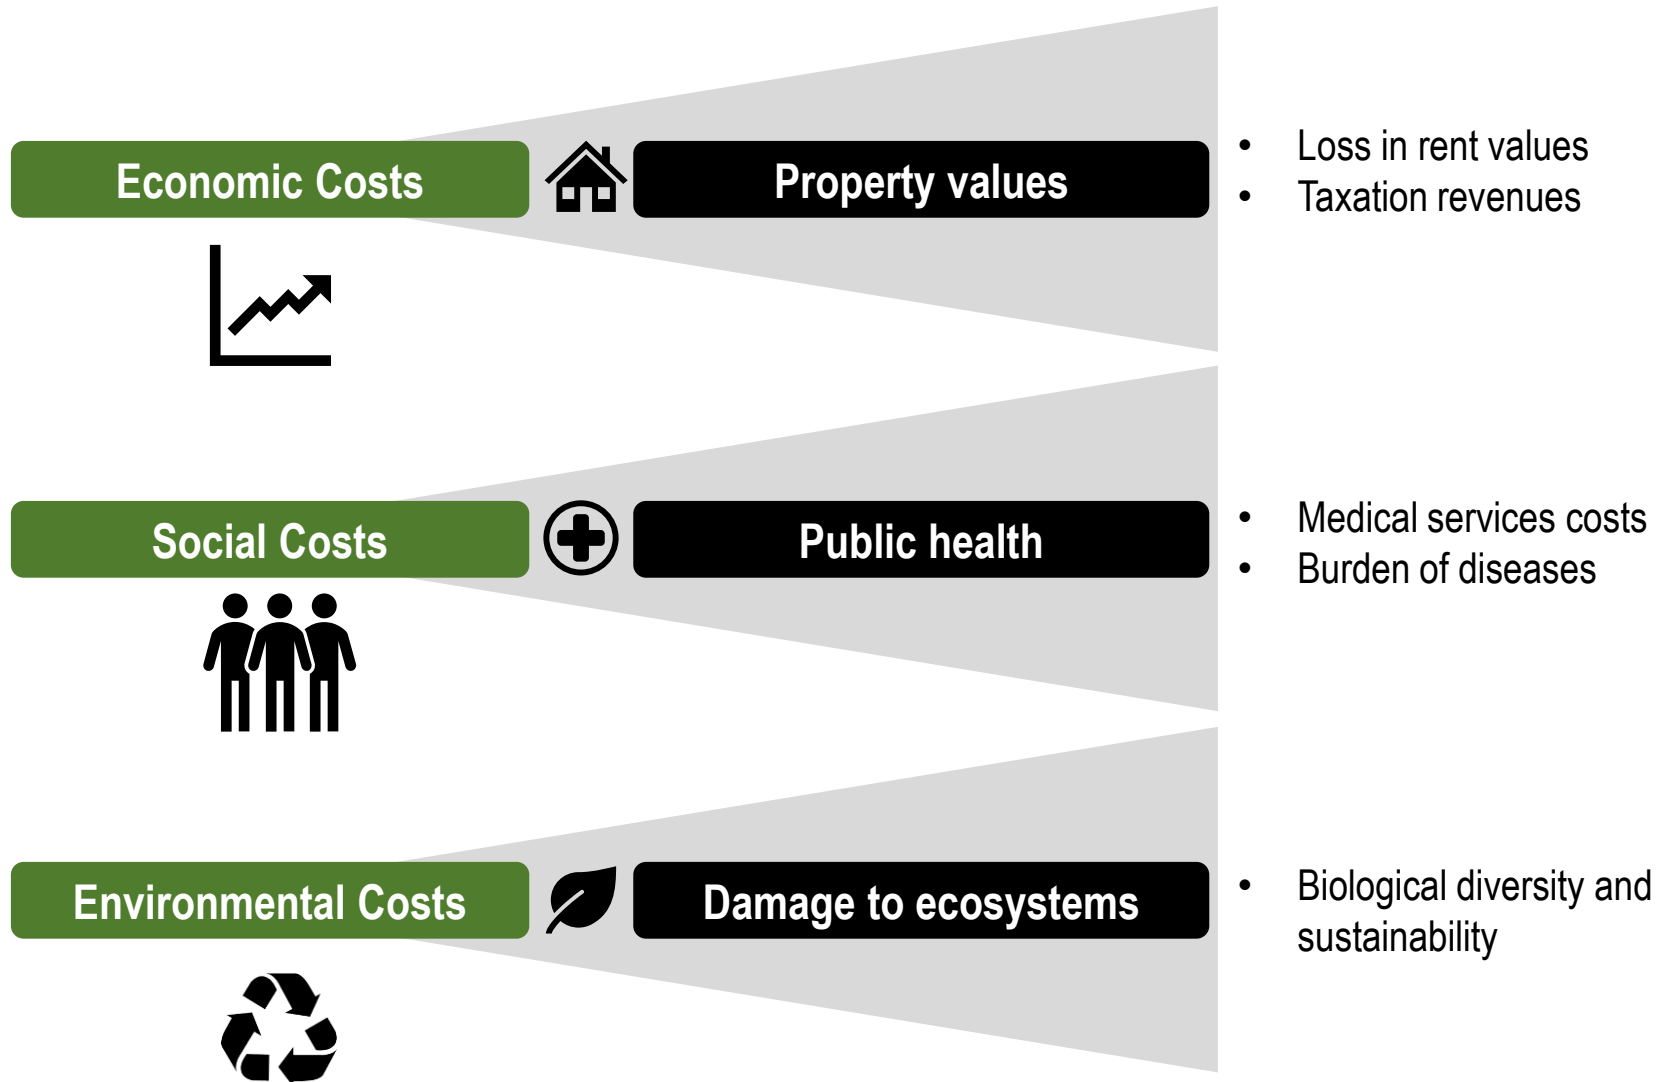 Economic Costs
Property values
• Loss in rent values
• Taxation revenues
Social Costs
Public health
• Medical services costs
• Burden of diseases
Environmental Costs
Damage to ecosystems
• Biological diversity and
sustainability